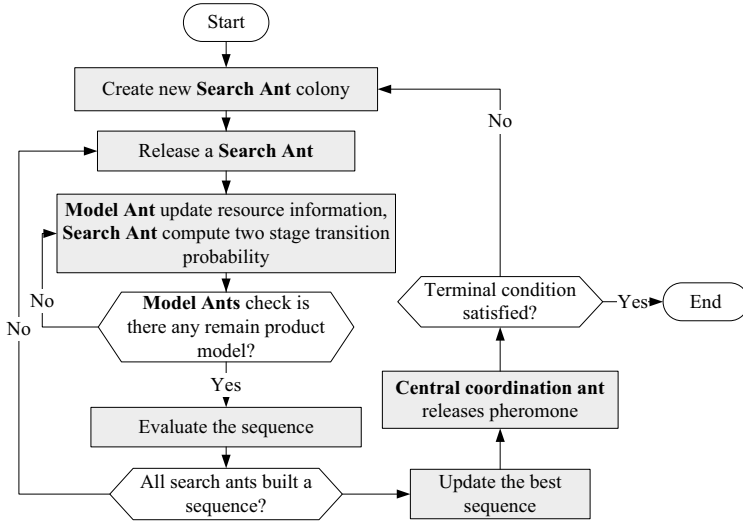 Start
Create new Search Ant colony
Release a Search Ant
Model Ant update resource information,
Search Ant compute two stage transition
probability
No
Model Ants check is
there any remain product
model?
No
Yes
Evaluate the sequence
All search ants built a
sequence?
Update the best
sequence
Central coordination ant
releases pheromone
Terminal condition
satisfied?
No
Yes
End